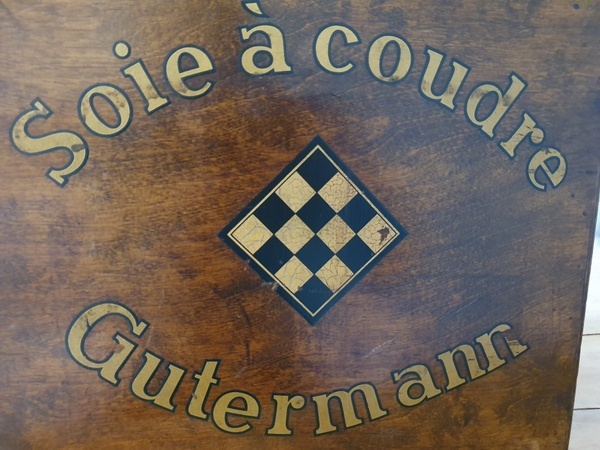 Soie à coudre
Gutermann